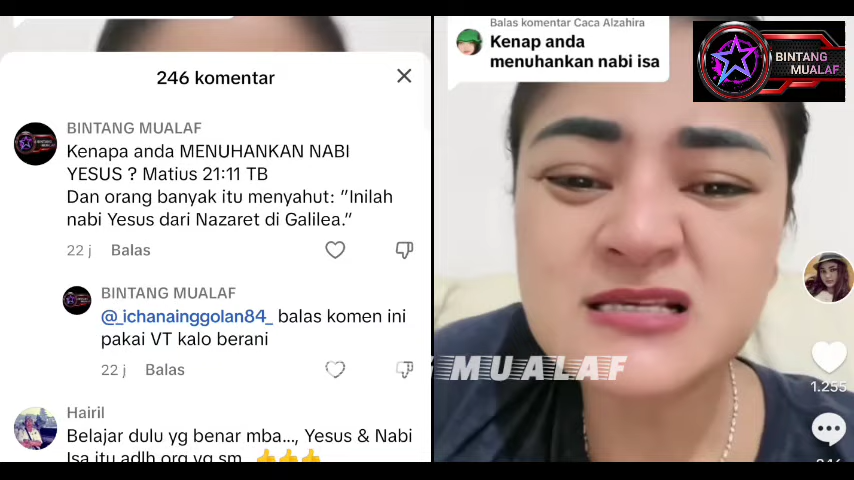 246 komentar
BINTANG MUALAF
Kenapa anda MENUHANKAN NABI
YESUS ? Matius 21:11 TB
Dan orang banyak itu menyahut: "Inilah
nabi Yesus dari Nazaret di Galilea."
22 j Balas
BINTANG MUALAF
@_ichanainggolan84_ balas komen ini
pakai VT kalo berani
22 j Balas
Hairil
Belajar dulu yg benar mba..., Yesus & Nabi
Isa itu adlh org yg sm 👍👍👍
Balas komentar Caca Alzahira
Kenap anda
menuhankan nabi isa
BINTANG
MUALAF
MUALAF
1.255